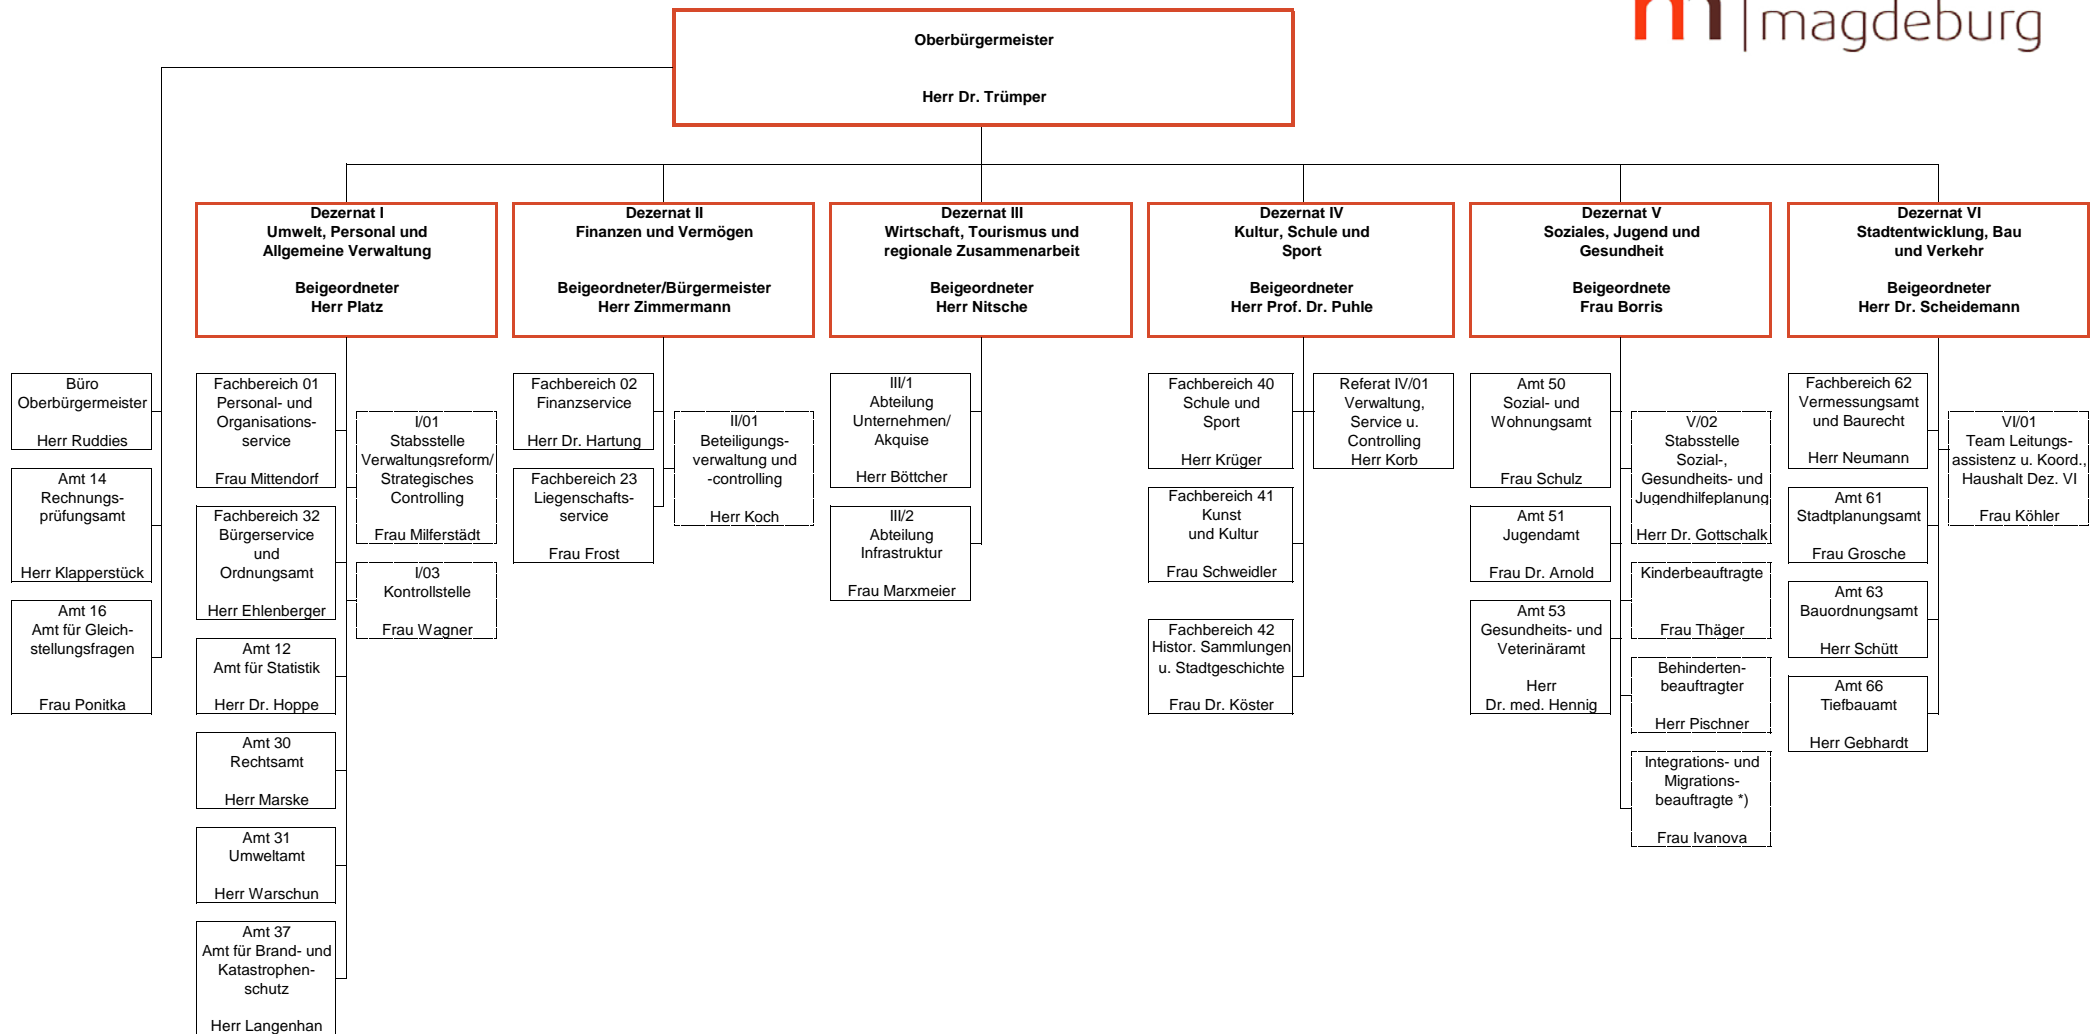 magdeburg
Oberbürgermeister
Herr Dr. Trümper
Dezernat I
Umwelt, Personal und
Allgemeine Verwaltung
Beigeordneter
Herr Platz
Dezernat II
Finanzen und Vermögen
Beigeordneter/Bürgermeister
Herr Zimmermann
Dezernat III
Wirtschaft, Tourismus und
regionale Zusammenarbeit
Beigeordneter
Herr Nitsche
Dezernat IV
Kultur, Schule und
Sport
Beigeordneter
Herr Prof. Dr. Puhle
Dezernat V
Soziales, Jugend und
Gesundheit
Beigeordnete
Frau Borris
Dezernat VI
Stadtentwicklung, Bau
und Verkehr
Beigeordneter
Herr Dr. Scheidemann
Büro
Oberbürgermeister
Herr Ruddies
Amt 14
Rechnungs-
prüfungsamt
Herr Klapperstück
Amt 16
Amt für Gleich-
stellungsfragen
Frau Ponitka
Fachbereich 01
Personal- und
Organisations-
service
Frau Mittendorf
Fachbereich 32
Bürgerservice
und
Ordnungsamt
Herr Ehlenberger
Amt 12
Amt für Statistik
Herr Dr. Hoppe
Amt 30
Rechtsamt
Herr Marske
Amt 31
Umweltamt
Herr Warschun
Amt 37
Amt für Brand- und
Katastrophen-
schutz
Herr Langenhan
I/01
Stabsstelle
Verwaltungsreform/
Strategisches
Controlling
Frau Milferstädt
I/03
Kontrollstelle
Frau Wagner
Fachbereich 02
Finanzservice
Herr Dr. Hartung
Fachbereich 23
Liegenschafts-
service
Frau Frost
II/01
Beteiligungs-
verwaltung und
-controlling
Herr Koch
III/1
Abteilung
Unternehmen/
Akquise
Herr Böttcher
III/2
Abteilung
Infrastruktur
Frau Marxmeier
Fachbereich 40
Schule und
Sport
Herr Krüger
Fachbereich 41
Kunst
und Kultur
Frau Schweidler
Fachbereich 42
Histor. Sammlungen
u. Stadtgeschichte
Frau Dr. Köster
Referat IV/01
Verwaltung,
Service u.
Controlling
Herr Korb
Amt 50
Sozial- und
Wohnungsamt
Frau Schulz
Amt 51
Jugendamt
Frau Dr. Arnold
Amt 53
Gesundheits- und
Veterinäramt
Herr
Dr. med. Hennig
V/02
Stabsstelle
Sozial-,
Gesundheits- und
Jugendhilfeplanung
Herr Dr. Gottschalk
Kinderbeauftragte
Frau Thäger
Behinderten-
beauftragter
Herr Pischner
Integrations- und
Migrations-
beauftragte *)
Frau Ivanova
Fachbereich 62
Vermessungsamt
und Baurecht
Herr Neumann
Amt 61
Stadtplanungsamt
Frau Grosche
Amt 63
Bauordnungsamt
Herr Schütt
Amt 66
Tiefbauamt
Herr Gebhardt
VI/01
Team Leitungs-
assistenz u. Koord.,
Haushalt Dez. VI
Frau Köhler